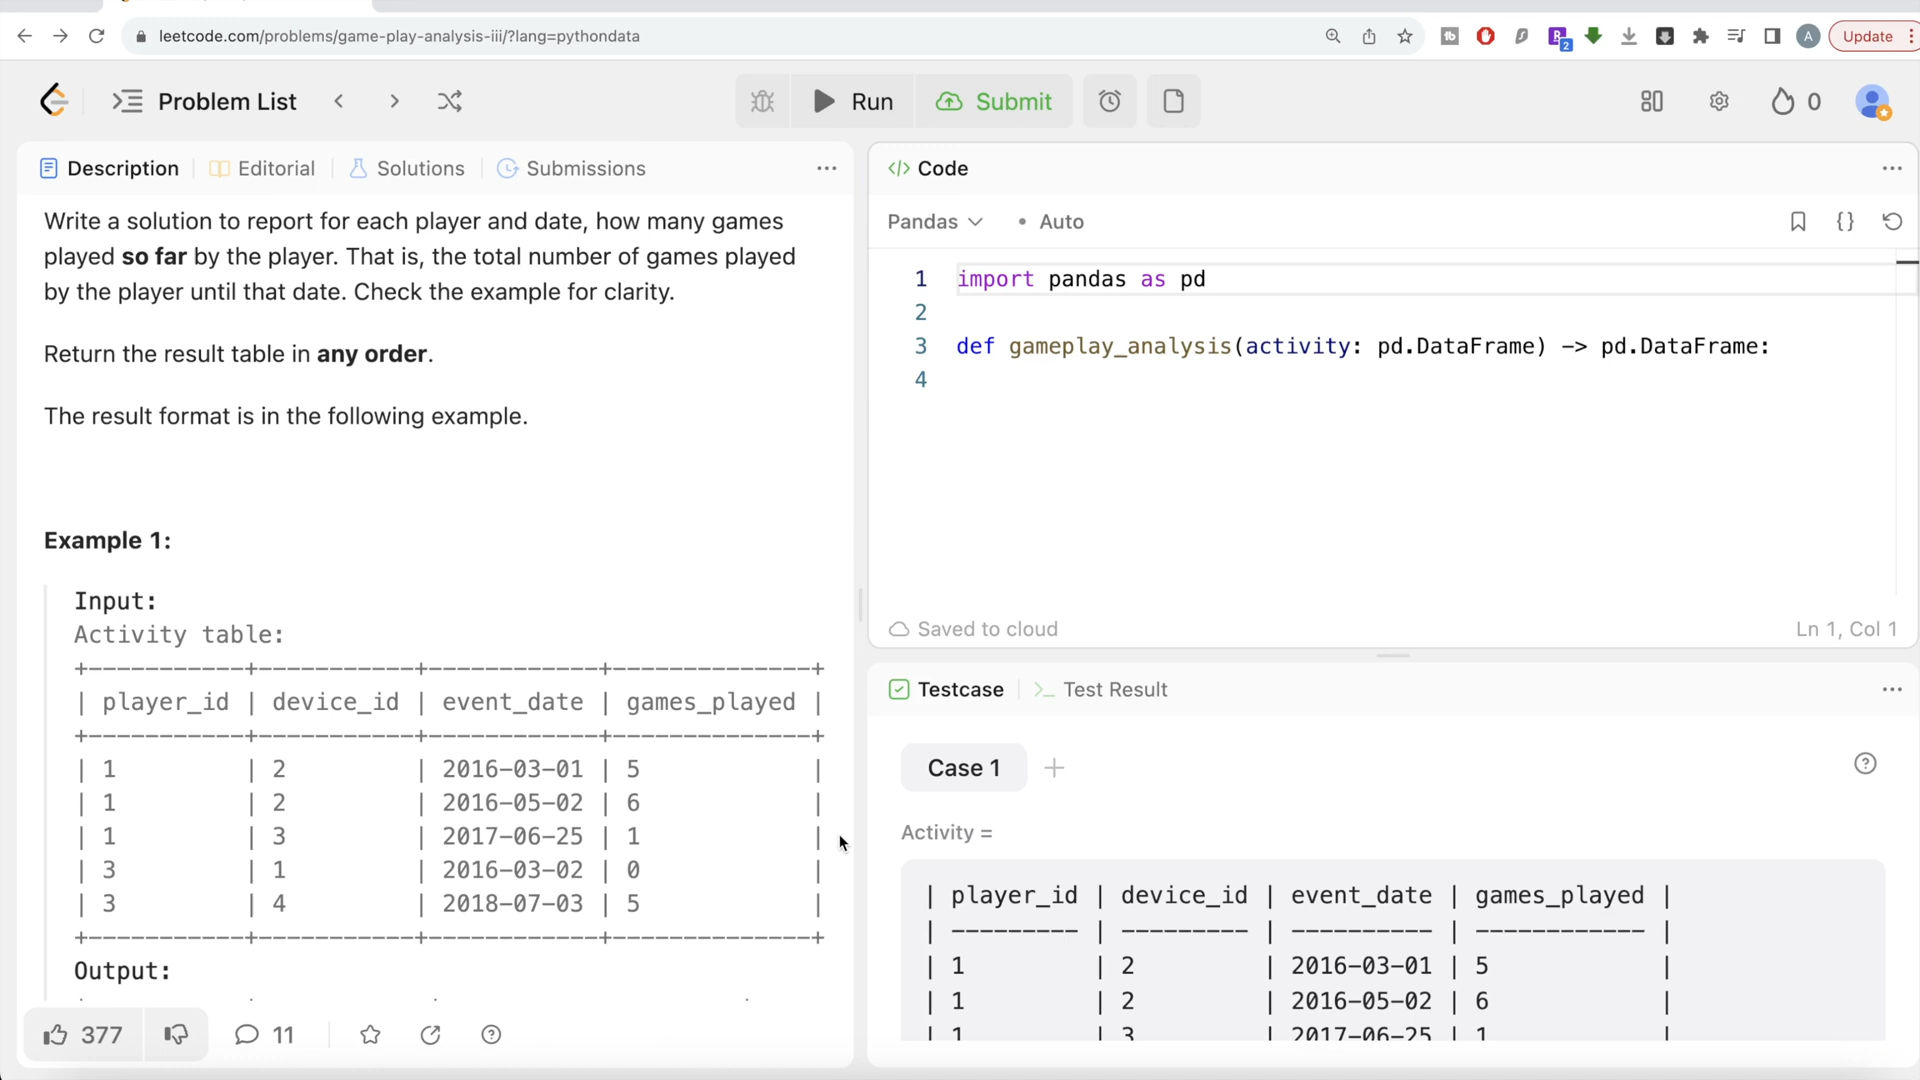 leetcode.com/problems/game-play-analysis-iii/?lang=pythondata
2
A
Update
Problem List
Run
Submit
0
Description
Editorial
Solutions
Submissions
Write a solution to report for each player and date, how many games
played so far by the player. That is, the total number of games played
by the player until that date. Check the example for clarity.
Return the result table in any order.
The result format is in the following example.
Example 1:
Input:
Activity table:
+-----------+-----------+------------+--------------+
| player_id | device_id | event_date | games_played |
+-----------+-----------+------------+--------------+
| 1 | 2 | 2016-03-01 | 5 |
| 1 | 2 | 2016-05-02 | 6 |
| 1 | 3 | 2017-06-25 | 1 |
| 3 | 1 | 2016-03-02 | 0 |
| 3 | 4 | 2018-07-03 | 5 |
+-----------+-----------+------------+--------------+
Output:
377
11
</> Code
Pandas
• Auto
{}
1 import pandas as pd
2
3 def gameplay_analysis(activity: pd.DataFrame) -> pd.DataFrame:
4
Saved to cloud
Ln 1, Col 1
Testcase
>_ Test Result
Case 1
+
Activity =
| player_id | device_id | event_date | games_played |
| --------- | --------- | ---------- | ------------ |
| 1 | 2 | 2016-03-01 | 5 |
| 1 | 2 | 2016-05-02 | 6 |
| 1 | 3 | 2017-06-25 | 1 |